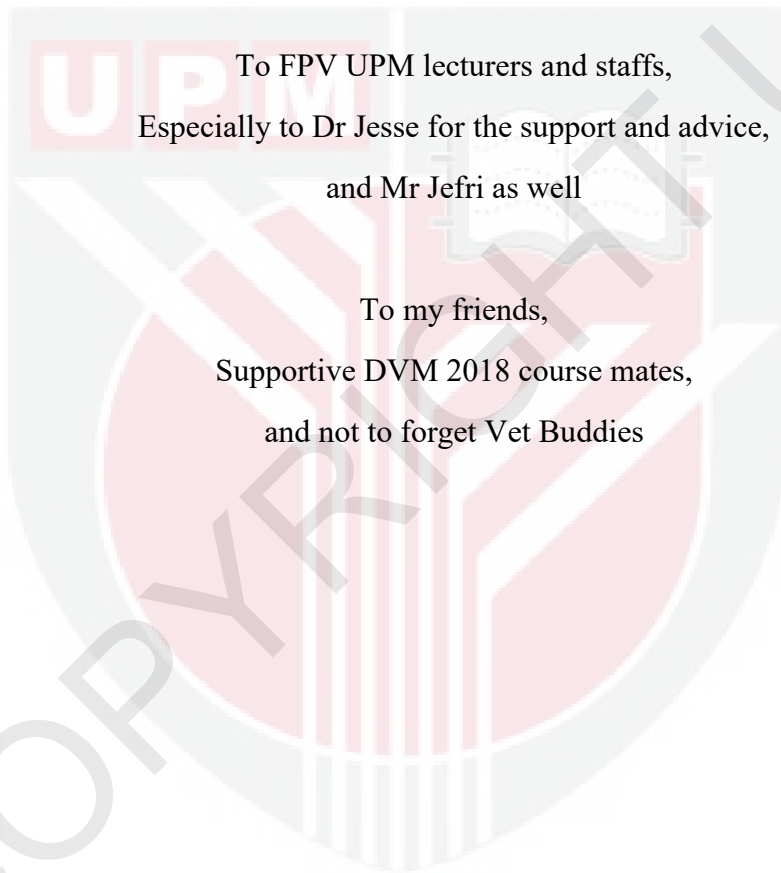 UPM
To FPV UPM lecturers and staffs,
Especially to Dr Jesse for the support and advice,
and Mr Jefri as well
To my friends,
Supportive DVM 2018 course mates,
and not to forget Vet Buddies
COPYRIGHT U